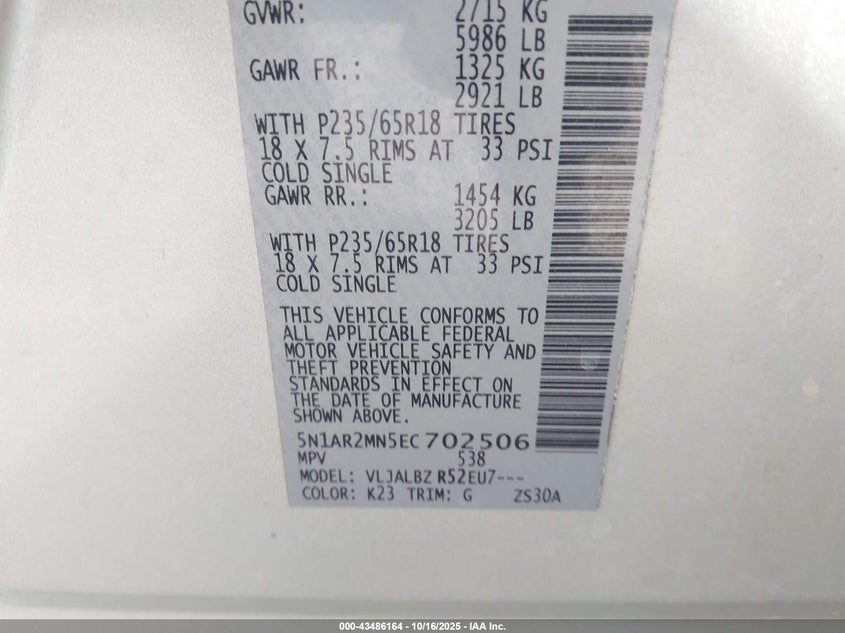 GVWR: 2715 KG
5986 LB
GAWR FR.: 1325 KG
2921 LB
WITH P235/65R18 TIRES
18 X 7.5 RIMS AT 33 PSI
COLD SINGLE
GAWR RR.: 1454 KG
3205 LB
WITH P235/65R18 TIRES
18 X 7.5 RIMS AT 33 PSI
COLD SINGLE
THIS VEHICLE CONFORMS TO
ALL APPLICABLE FEDERAL
MOTOR VEHICLE SAFETY AND
THEFT PREVENTION
STANDARDS IN EFFECT ON
THE DATE OF MANUFACTURE
SHOWN ABOVE.
5N1AR2MN5EC702506
MPV 538
MODEL: VLJALBZ R52EU7---
COLOR: K23 TRIM: G ZS30A
000-43486164 - 10/16/2025 - IAA Inc.